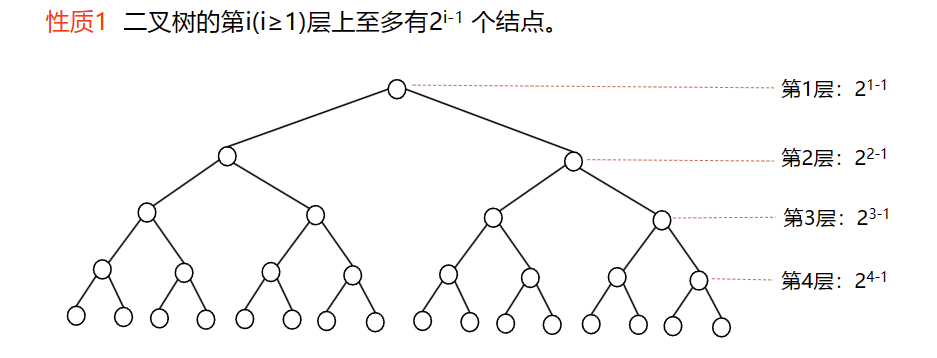 性质1 二叉树的第i(i≥1)层上至多有2^{i-1} 个结点。
第1层：2^{1-1}
第2层：2^{2-1}
第3层：2^{3-1}
第4层：2^{4-1}